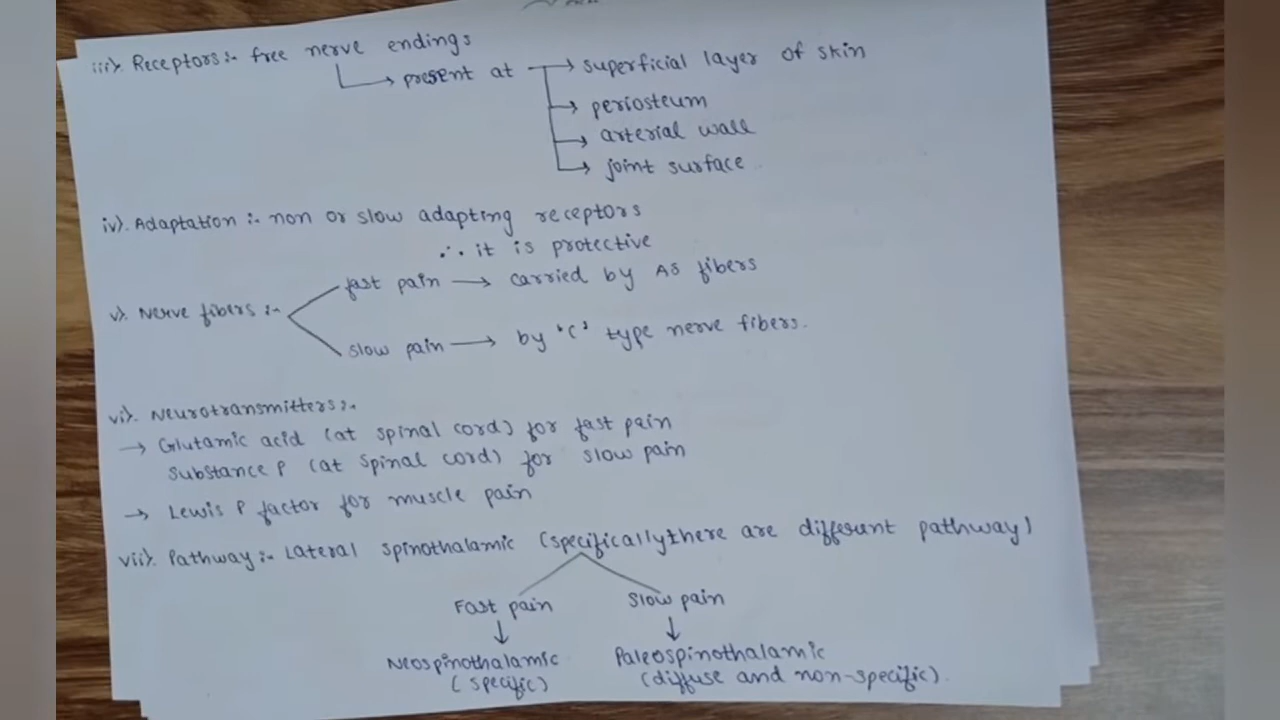 iii). Receptors:- free nerve endings
present at → superficial layer of skin
→ periosteum
→ arterial wall
→ joint surface
iv). Adaptation :- non or slow adapting receptors
∴ it is protective
v). Nerve fibers :-
fast pain → carried by Aδ fibers
slow pain → by 'C' type nerve fibers.
vi). Neurotransmitters:-
→ Glutamic acid (at spinal cord) for fast pain
substance P (at spinal cord) for slow pain
→ Lewis P factor for muscle pain
vii). Pathway:- Lateral spinothalamic (specifically there are different pathway)
Fast pain Slow pain
↓ ↓
Neospinothalamic Paleospinothalamic
(specific) (diffuse and non-specific).